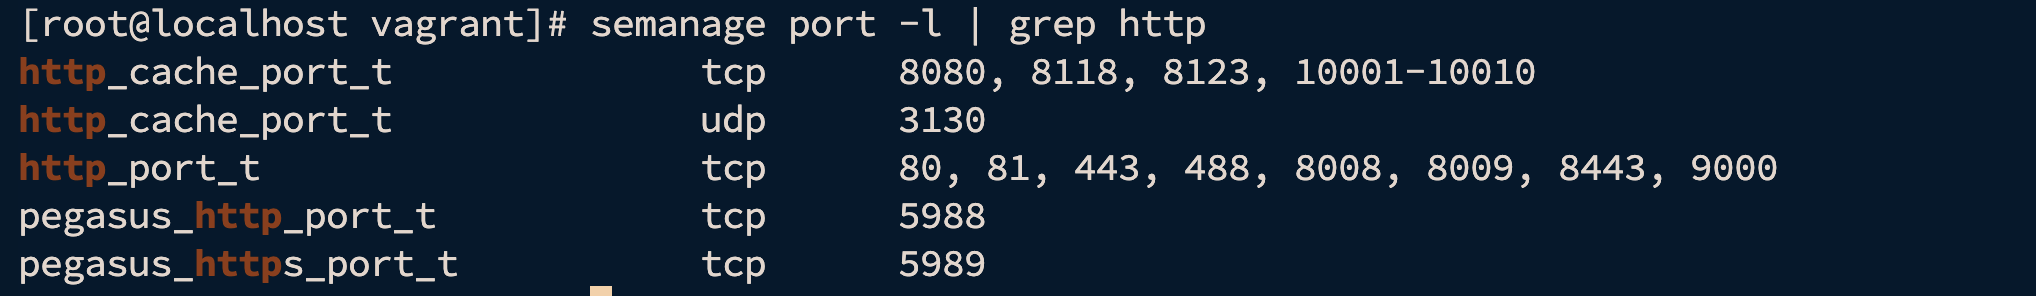 [root@localhost vagrant]# semanage port -l | grep http
http_cache_port_t tcp 8080, 8118, 8123, 10001-10010
http_cache_port_t udp 3130
http_port_t tcp 80, 81, 443, 488, 8008, 8009, 8443, 9000
pegasus_http_port_t tcp 5988
pegasus_https_port_t tcp 5989